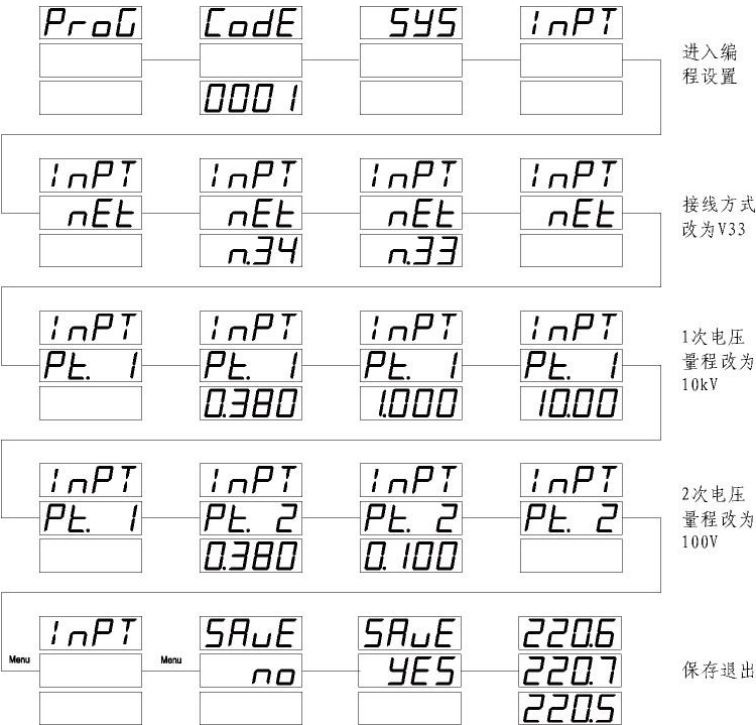 ProG CodE SYS InPT
0001
进入编
程设置
InPT InPT InPT InPT
nEt nEt nEt nEt
n.34 n.33
接线方式
改为V33
InPT InPT InPT InPT
Pt. 1 Pt. 1 Pt. 1 Pt. 1
0.380 1.000 10.00
1次电压
量程改为
10kV
InPT InPT InPT InPT
Pt. 1 Pt. 2 Pt. 2 Pt. 2
0.380 0.100
2次电压
量程改为
100V
InPT SAvE SAvE 220.6
Menu Menu no YES 220.7
220.5
保存退出